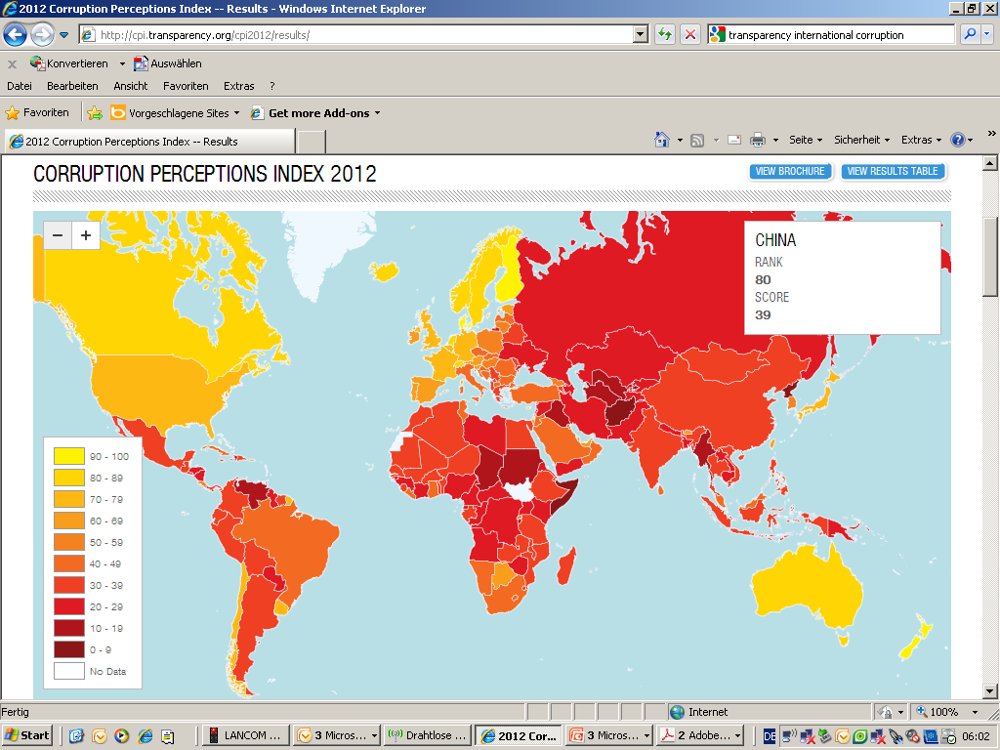 2012 Corruption Perceptions Index -- Results - Windows Internet Explorer
http://cpi.transparency.org/cpi2012/results/
transparency international corruption
Konvertieren
Auswählen
Datei Bearbeiten Ansicht Favoriten Extras ?
Favoriten
Vorgeschlagene Sites
Get more Add-ons
2012 Corruption Perceptions Index -- Results
Seite Sicherheit Extras
CORRUPTION PERCEPTIONS INDEX 2012
VIEW BROCHURE
VIEW RESULTS TABLE
− +
CHINA
RANK
80
SCORE
39
90 - 100
80 - 89
70 - 79
60 - 69
50 - 59
40 - 49
30 - 39
20 - 29
10 - 19
0 - 9
No Data
Fertig
Internet
100%
Start
LANCOM ...
3 Micros...
Drahtlose ...
2012 Cor...
3 Micros...
2 Adobe...
DE
06:02